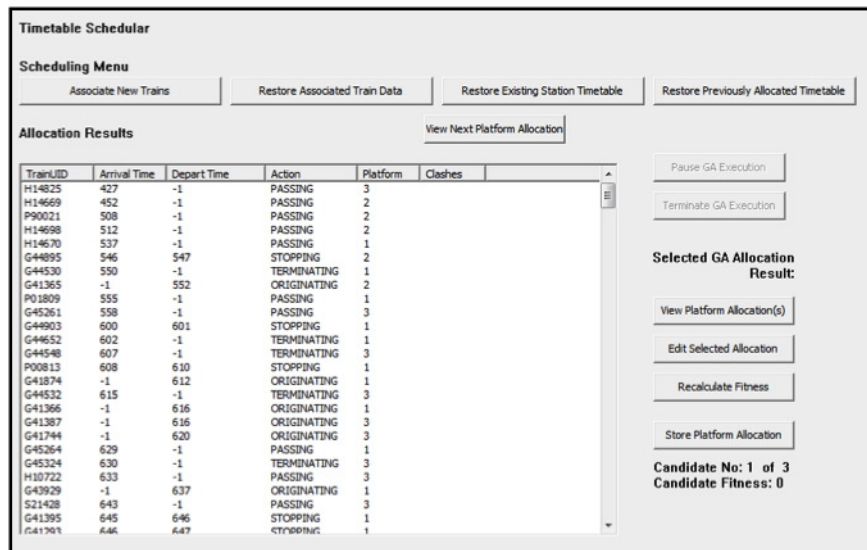 Timetable Schedular
Scheduling Menu
Associate New Trains Restore Associated Train Data Restore Existing Station Timetable Restore Previously Allocated Timetable
Allocation Results View Next Platform Allocation
TrainUID Arrival Time Depart Time Action Platform Clashes
H14825 427 -1 PASSING 3
H14669 452 -1 PASSING 2
P90021 508 -1 PASSING 2
H14698 512 -1 PASSING 2
H14670 537 -1 PASSING 1
G44895 546 547 STOPPING 2
G44530 550 -1 TERMINATING 1
G41365 -1 552 ORIGINATING 2
P01809 555 -1 PASSING 1
G45261 558 -1 PASSING 3
G44903 600 601 STOPPING 1
G44652 602 -1 TERMINATING 1
G44548 607 -1 TERMINATING 3
P00813 608 610 STOPPING 1
G41874 -1 612 ORIGINATING 1
G44532 615 -1 TERMINATING 3
G41366 -1 616 ORIGINATING 1
G41387 -1 616 ORIGINATING 3
G41744 -1 620 ORIGINATING 3
G45264 629 -1 PASSING 1
G45324 630 -1 TERMINATING 3
H10722 633 -1 PASSING 3
G43929 -1 637 ORIGINATING 1
S21428 643 -1 PASSING 3
G41395 645 646 STOPPING 1
G41293 646 647 STOPPING 1
Pause GA Execution
Terminate GA Execution
Selected GA Allocation
Result:
View Platform Allocation(s)
Edit Selected Allocation
Recalculate Fitness
Store Platform Allocation
Candidate No: 1 of 3
Candidate Fitness: 0